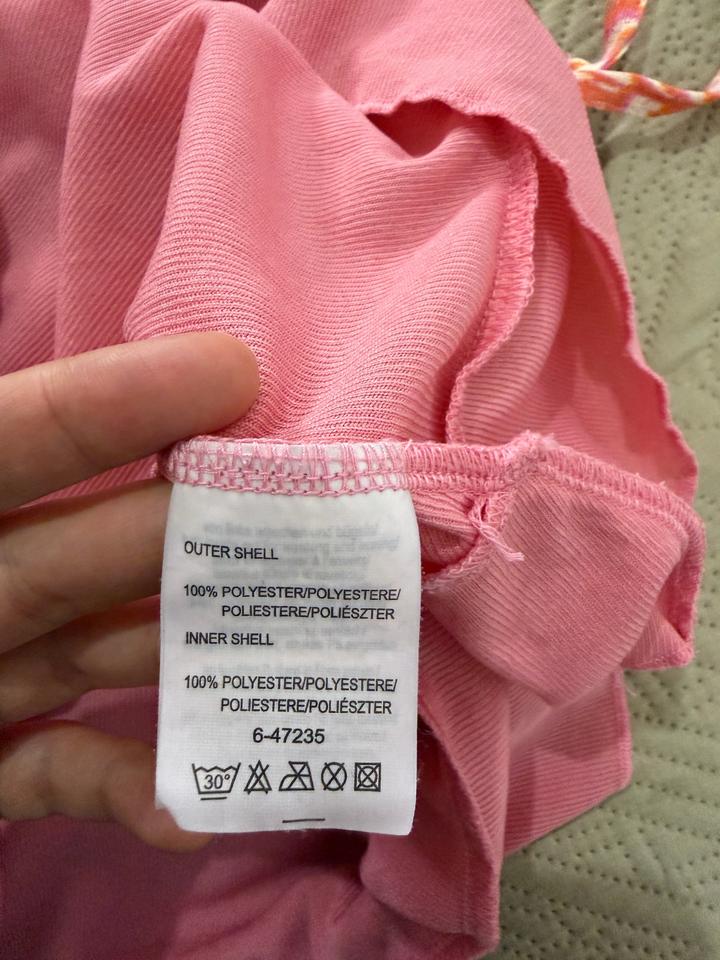 OUTER SHELL
100% POLYESTER/POLYESTERE/
POLIESTERE/POLIÉSZTER
INNER SHELL
100% POLYESTER/POLYESTERE/
POLIESTERE/POLIÉSZTER
6-47235
30°